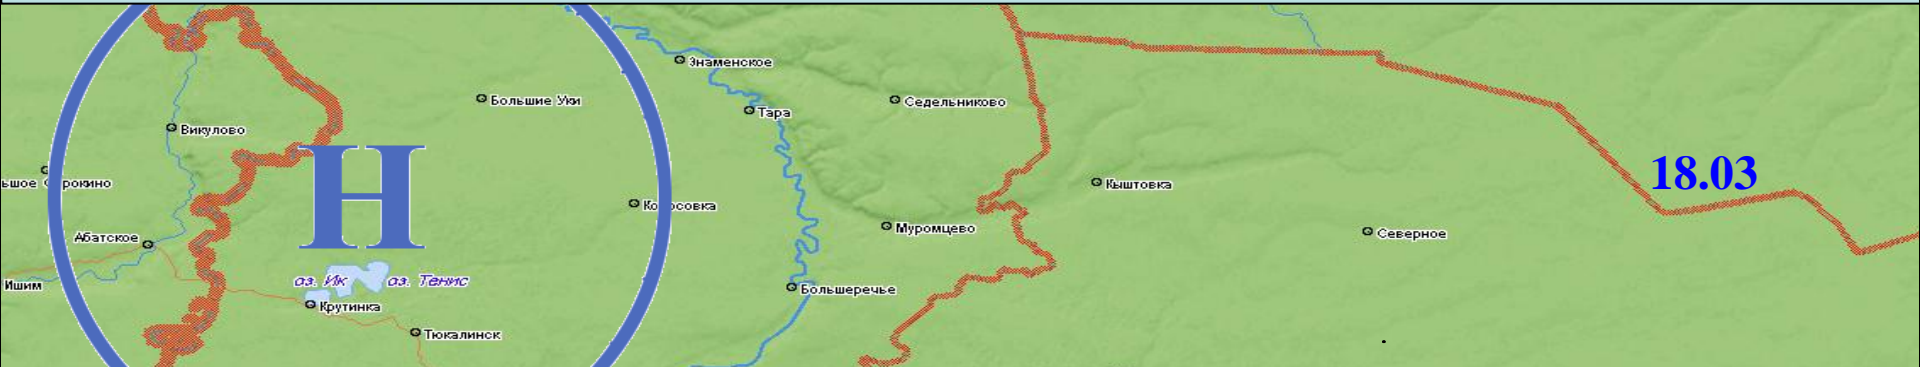 Знаменское
Большие Уки
Седельниково
Тара
Викулово
Н
18.03
Кыштовка
Муромцево
Северное
Абатское
оз. Ик
оз. Тенис
Ишим
Большеречье
Крутинка
Тюкалинск